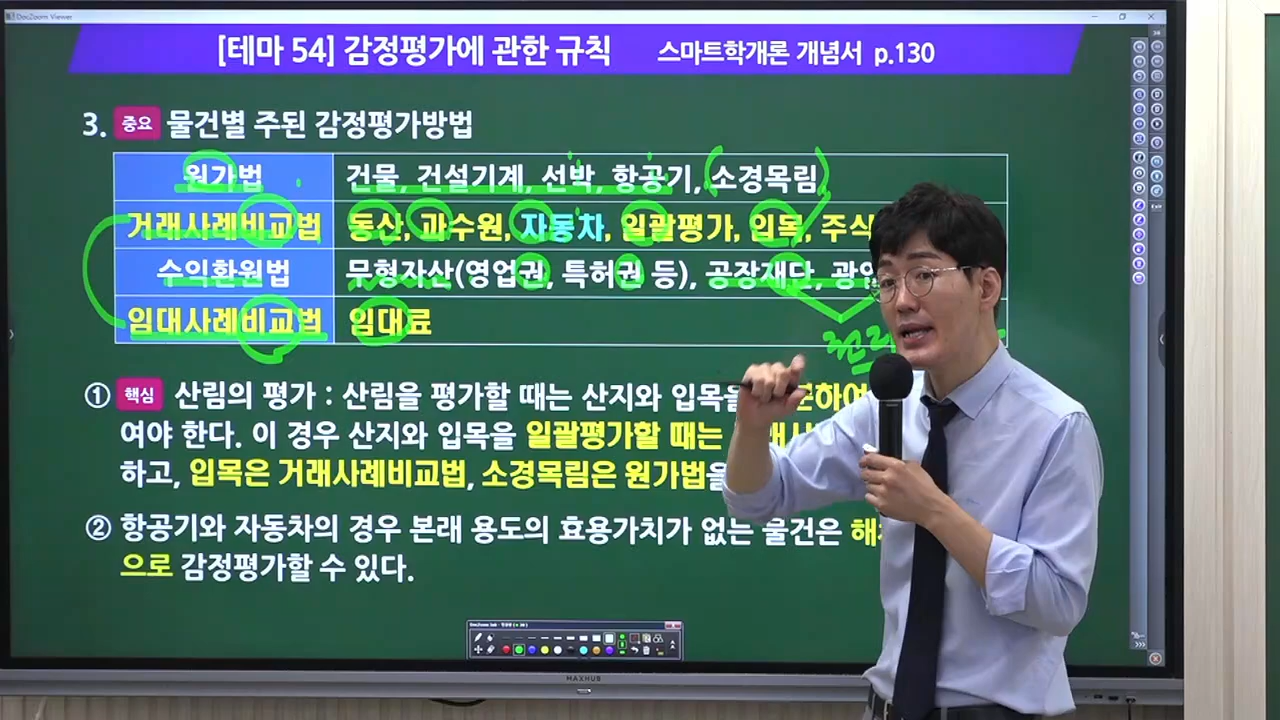 DocZoom Viewer
[테마 54] 감정평가에 관한 규칙 스마트학개론 개념서 p.130
3. 중요 물건별 주된 감정평가방법
원가법 건물, 건설기계, 선박, 항공기, 소경목림
거래사례비교법 동산, 과수원, 자동차, 일괄평가, 입목, 주식
수익환원법 무형자산(영업권, 특허권 등), 공장재단, 광업
임대사례비교법 임대료
① 핵심 산림의 평가 : 산림을 평가할 때는 산지와 입목을
여야 한다. 이 경우 산지와 입목을 일괄평가할 때는
하고, 입목은 거래사례비교법, 소경목림은 원가법을
② 항공기와 자동차의 경우 본래 용도의 효용가치가 없는 물건은
으로 감정평가할 수 있다.
MAXHUB